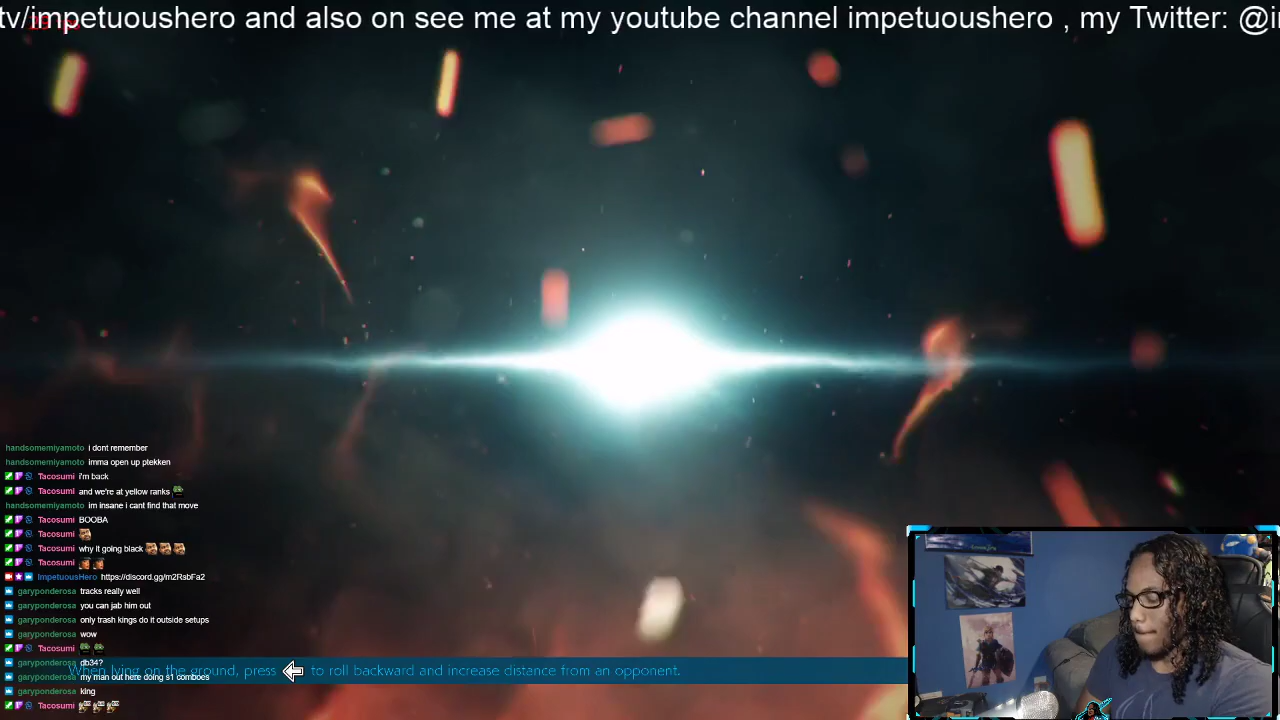 tv/impetuoushero and also on see me at my youtube channel impetuoushero , my Twitter: @i
handsomemiyamoto i dont remember
handsomemiyamoto imma open up ptekken
Tacosumi i'm back
Tacosumi and we're at yellow ranks
handsomemiyamoto im insane i cant find that move
Tacosumi BOOBA
Tacosumi
Tacosumi why it going black
Tacosumi
ImpetuousHero https://discord.gg/m2RsbFa2
garyponderosa tracks really well
garyponderosa you can jab him out
garyponderosa only trash kings do it outside setups
garyponderosa wow
Tacosumi
garyponderosa db34?
When lying on the ground, press to roll backward and increase distance from an opponent.
garyponderosa my man out here doing s1 comboes
garyponderosa king
Tacosumi